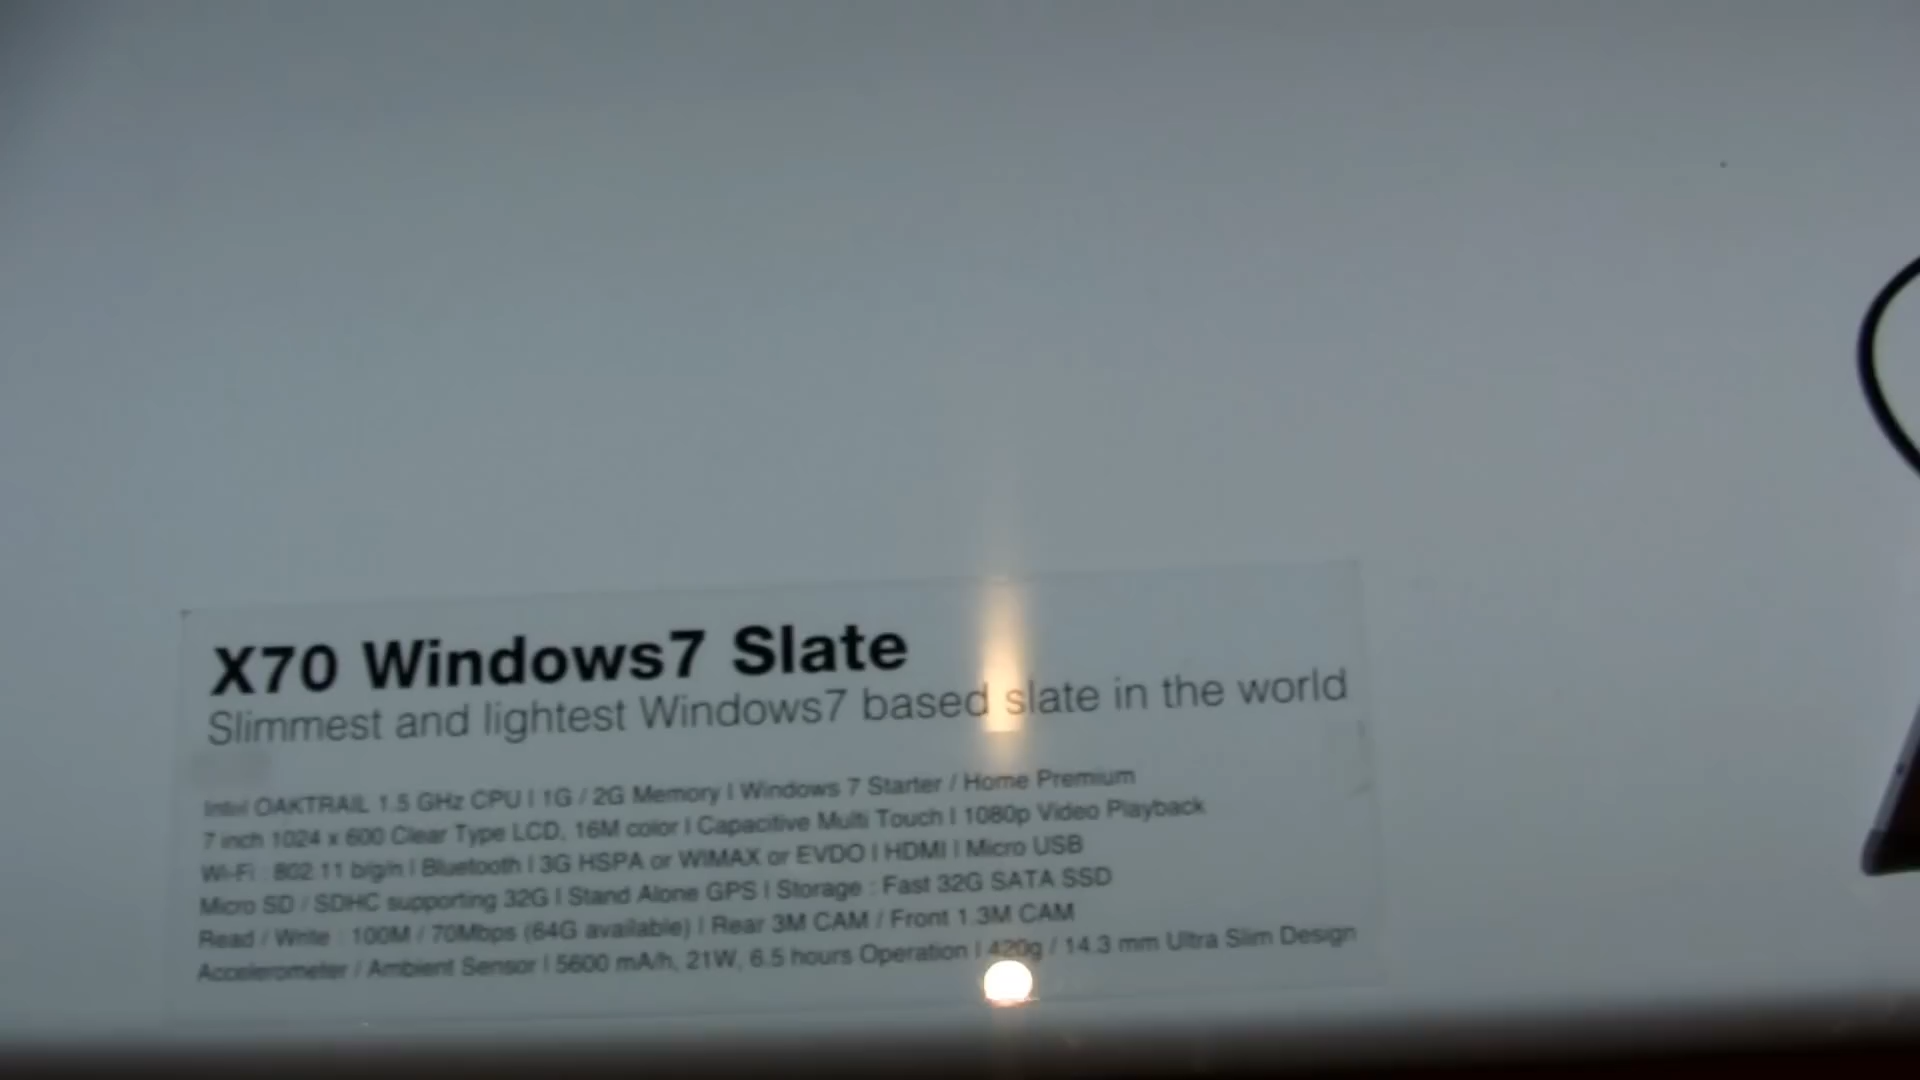 X70 Windows7 Slate
Slimmest and lightest Windows7 based slate in the world
Intel OAKTRAIL 1.5 GHz CPU | 1G / 2G Memory | Windows 7 Starter / Home Premium
7 inch 1024 x 600 Clear Type LCD, 16M color | Capacitive Multi Touch | 1080p Video Playback
Wi-Fi : 802.11 b/g/n | Bluetooth | 3G HSPA or WIMAX or EVDO | HDMI | Micro USB
Micro SD / SDHC supporting 32G | Stand Alone GPS | Storage : Fast 32G SATA SSD
Read / Write : 100M / 70Mbps (64G available) | Rear 3M CAM / Front 1.3M CAM
Accelerometer / Ambient Sensor | 5600 mA/h, 21W, 6.5 hours Operation | 420g / 14.3 mm Ultra Slim Design